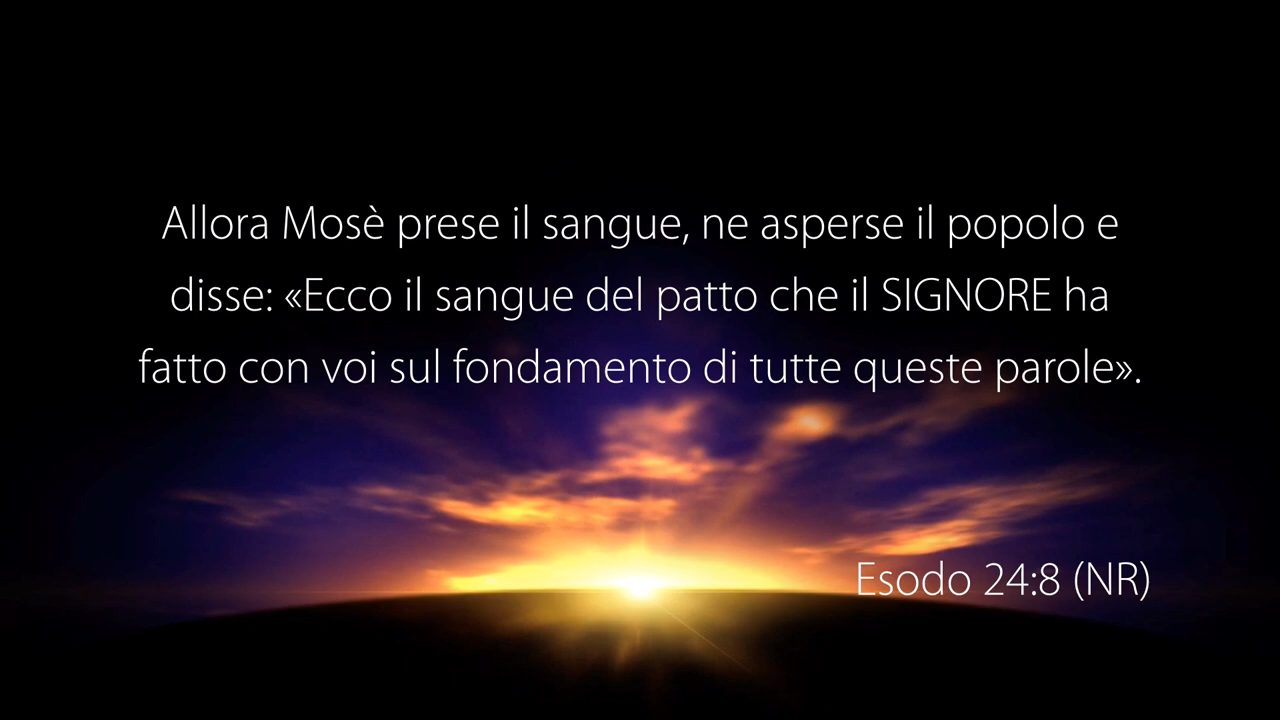 Allora Mosè prese il sangue, ne asperse il popolo e
disse: «Ecco il sangue del patto che il SIGNORE ha
fatto con voi sul fondamento di tutte queste parole».
Esodo 24:8 (NR)